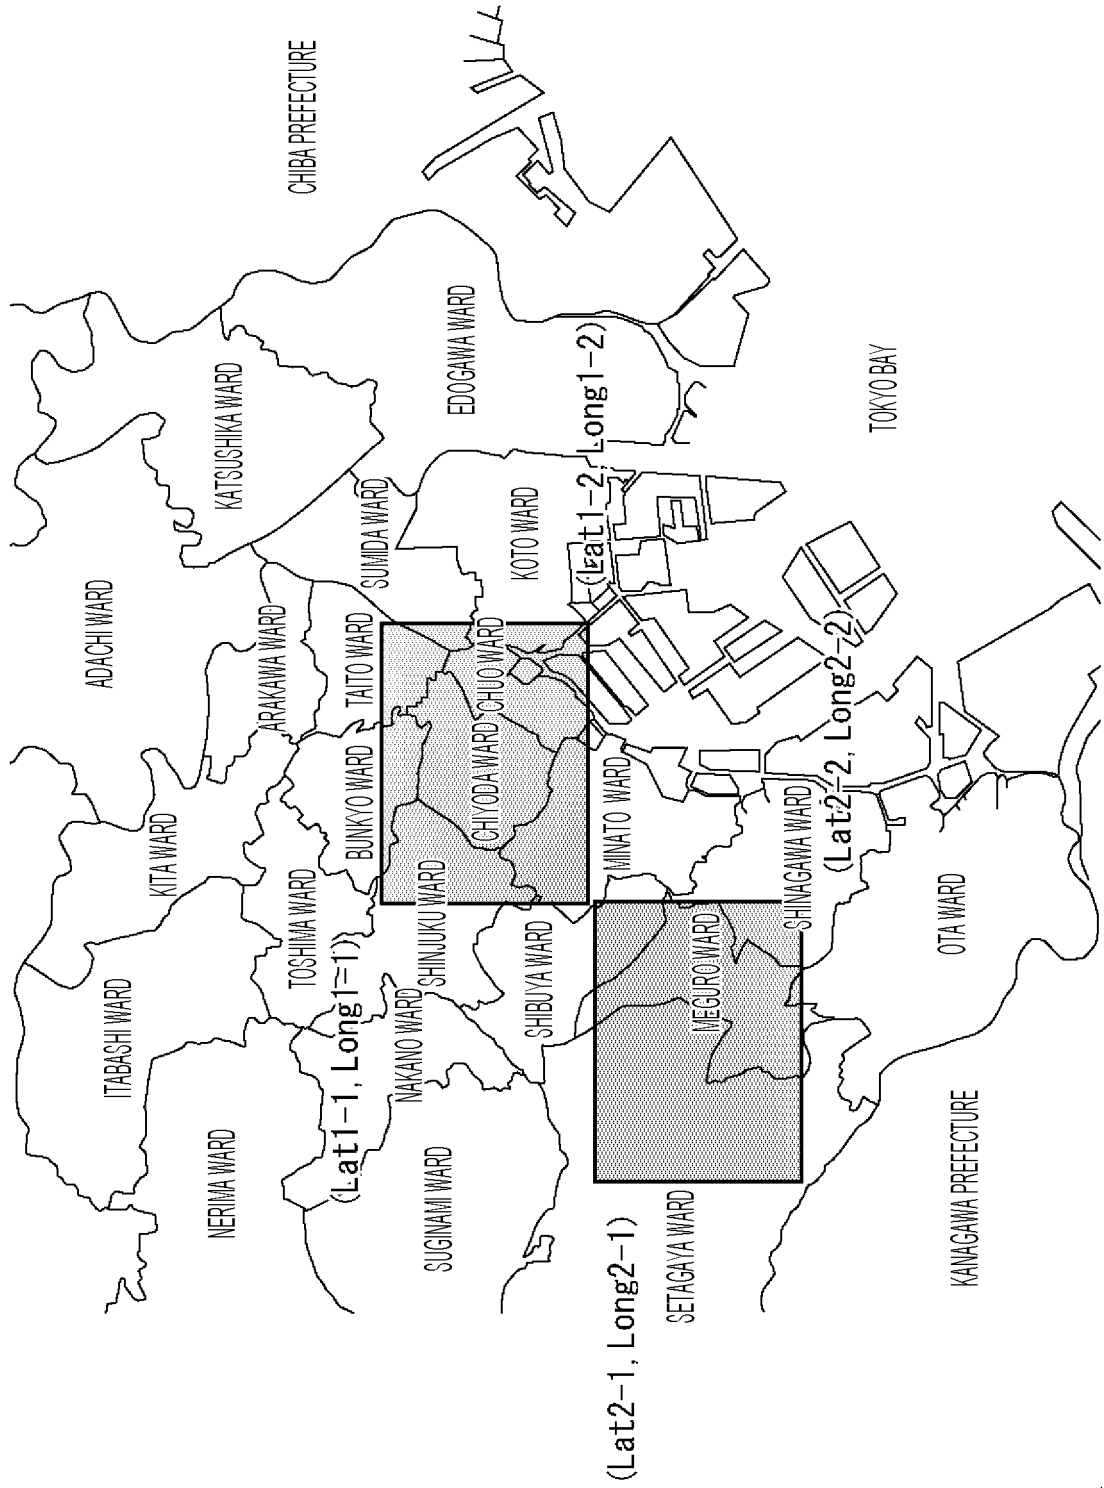 ADACHI WARD
ITABASHI WARD
KITA WARD
NERIMA WARD
KATSUSHIKA WARD
CHIBA PREFECTURE
ARAKAWA WARD
TOSHIMA WARD
(Lat1-1, Long1-1)
BUNKYO WARD
TAITO WARD
SUMIDA WARD
NAKANO WARD
SUGINAMI WARD
SHINJUKU WARD
EDOGAWA WARD
CHIYODA WARD
CHUO WARD
KOTO WARD
SHIBUYA WARD
(Lat1-2, Long1-2)
(Lat2-1, Long2-1)
MINATO WARD
SETAGAYA WARD
MEGURO WARD
SHINAGAWA WARD
(Lat2-2, Long2-2)
TOKYO BAY
OTA WARD
KANAGAWA PREFECTURE